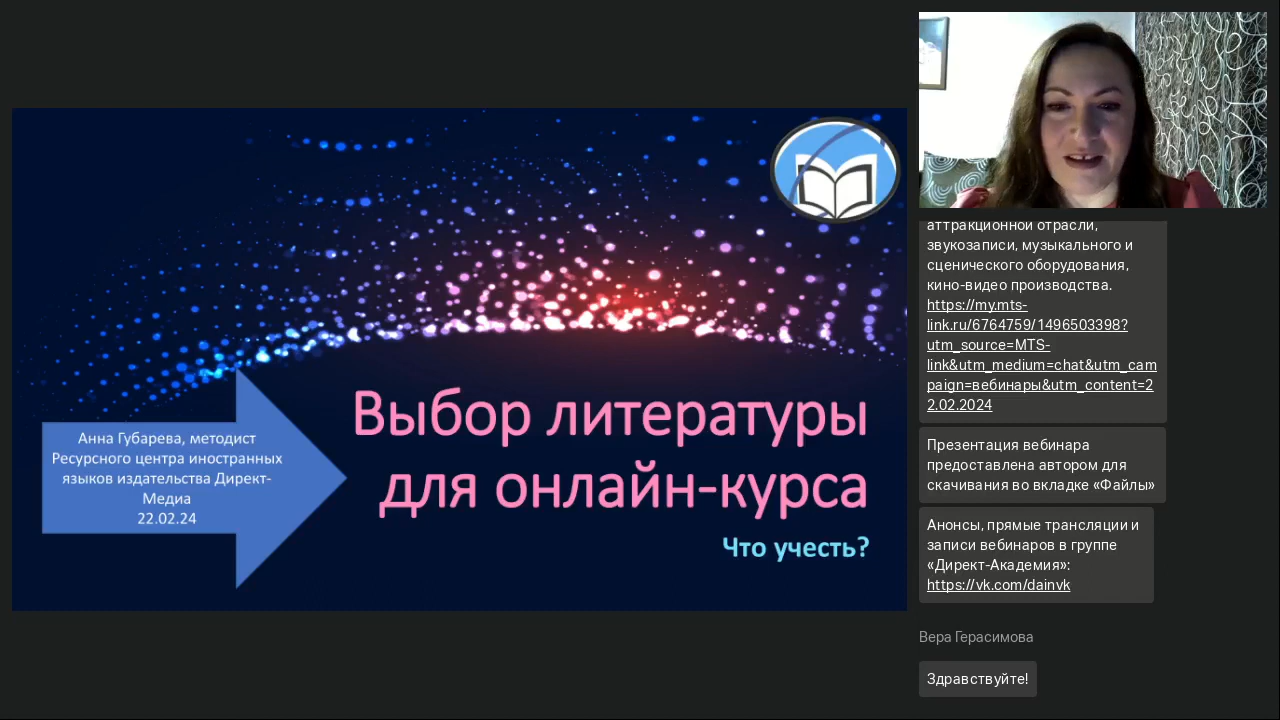 Выбор литературы
для онлайн-курса
Что учесть?
Анна Губарева, методист
Ресурсного центра иностранных
языков издательства Директ-
Медиа
22.02.24
аттракционной отрасли,
звукозаписи, музыкального и
сценического оборудования,
кино-видео производства.
https://my.mts-
link.ru/6764759/1496503398?
utm_source=MTS-
link&utm_medium=chat&utm_cam
paign=вебинары&utm_content=2
2.02.2024
Презентация вебинара
предоставлена автором для
скачивания во вкладке «Файлы»
Анонсы, прямые трансляции и
записи вебинаров в группе
«Директ-Академия»:
https://vk.com/dainvk
Вера Герасимова
Здравствуйте!